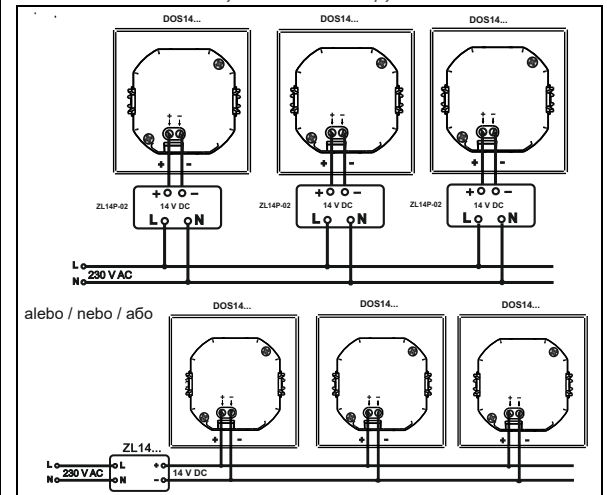 DOS14... DOS14... DOS14...
+ - + - + -
+ - + - + -
+ - + - + -
ZL14P-02 14 V DC ZL14P-02 14 V DC ZL14P-02 14 V DC
L N L N L N
L
230 V AC
N
alebo / nebo / або
DOS14... DOS14... DOS14...
+ - + - + -
+ - + - + -
ZL14...
L L +
230 V AC 14 V DC
N N -